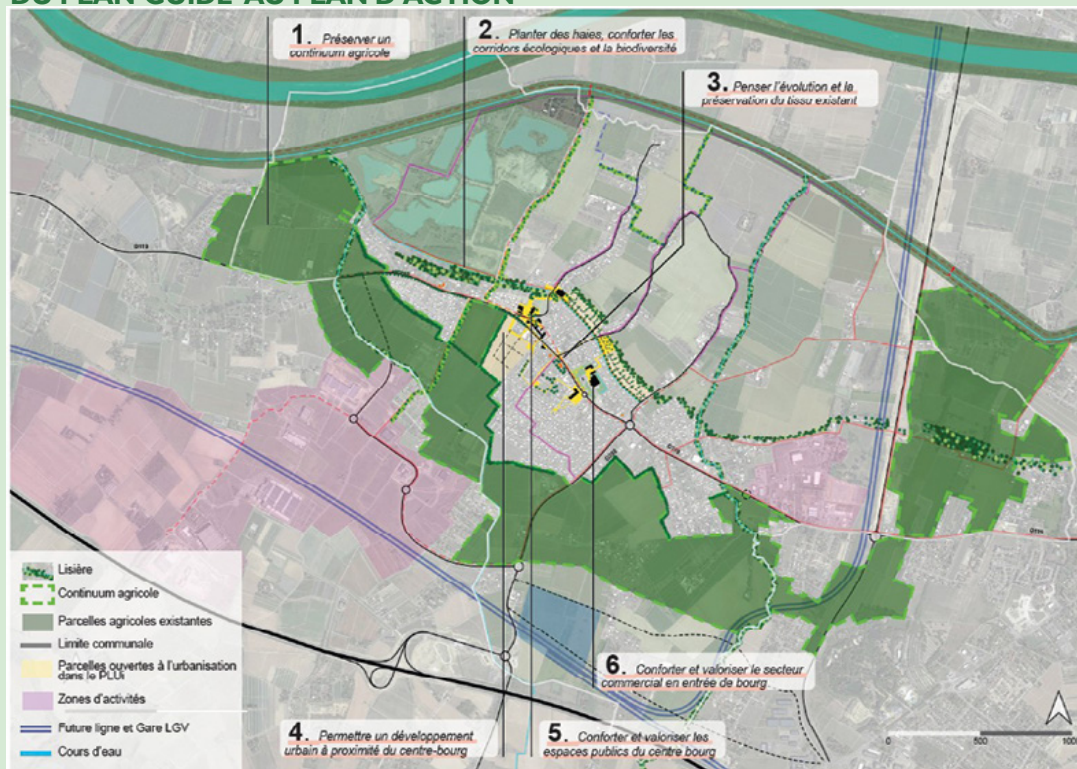 DU PLAN GUIDE AU PLAN D'ACTION
1. Préserver un
continuum agricole
2. Planter des haies, conforter les
corridors écologiques et la biodiversité
3. Penser l'évolution et la
préservation du tissu existant
D113
Lisière
Continuum agricole
Parcelles agricoles existantes
Limite communale
Parcelles ouvertes à l'urbanisation
dans le PLUi
Zones d'activités
Future ligne et Gare LGV
Cours d'eau
4. Permettre un développement
urbain à proximité du centre-bourg
5. Conforter et valoriser les
espaces publics du centre bourg
6. Conforter et valoriser le secteur
commercial en entrée de bourg
0 500 1000